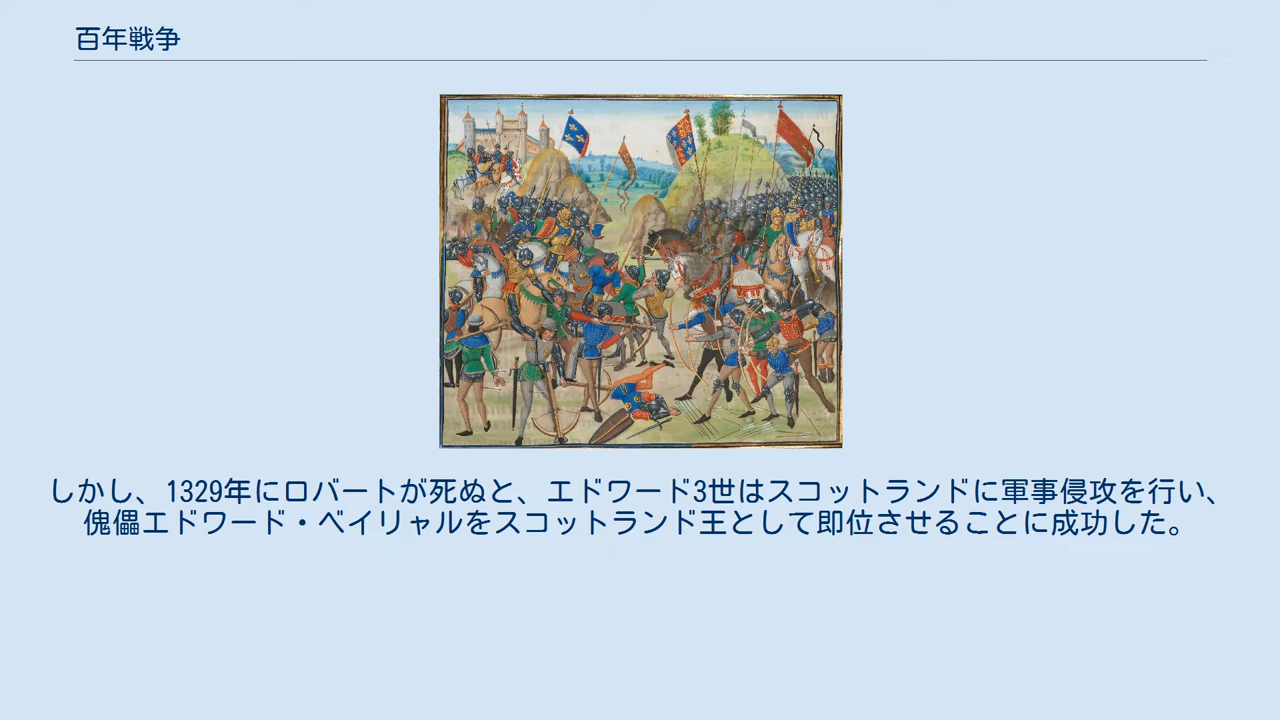 百年戦争
しかし、1329年にロバートが死ぬと、エドワード3世はスコットランドに軍事侵攻を行い、
傀儡エドワード・ベイリャルをスコットランド王として即位させることに成功した。